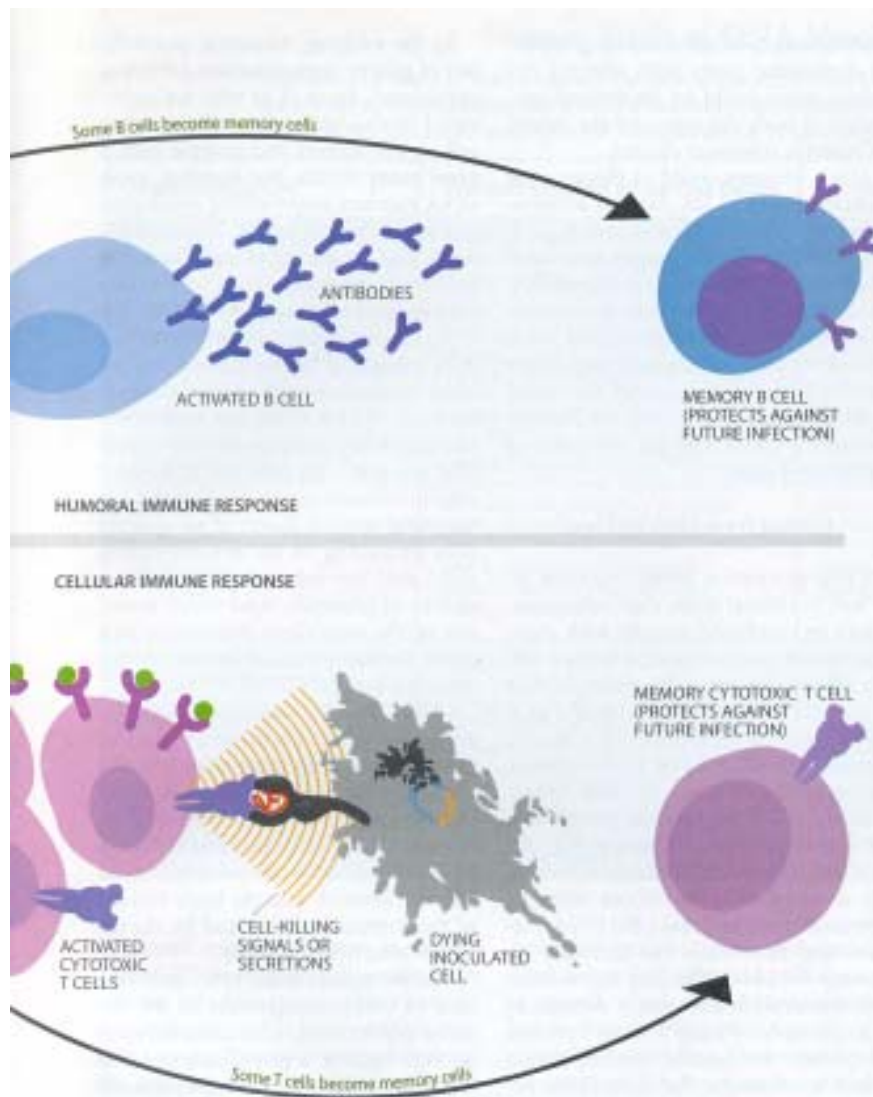 Some B cells become memory cells
ANTIBODIES
ACTIVATED B CELL
MEMORY B CELL
(PROTECTS AGAINST
FUTURE INFECTION)
HUMORAL IMMUNE RESPONSE
CELLULAR IMMUNE RESPONSE
MEMORY CYTOTOXIC T CELL
(PROTECTS AGAINST
FUTURE INFECTION)
ACTIVATED
CYTOTOXIC
T CELLS
CELL-KILLING
SIGNALS OR
SECRETIONS
DYING
INOCULATED
CELL
Some T cells become memory cells